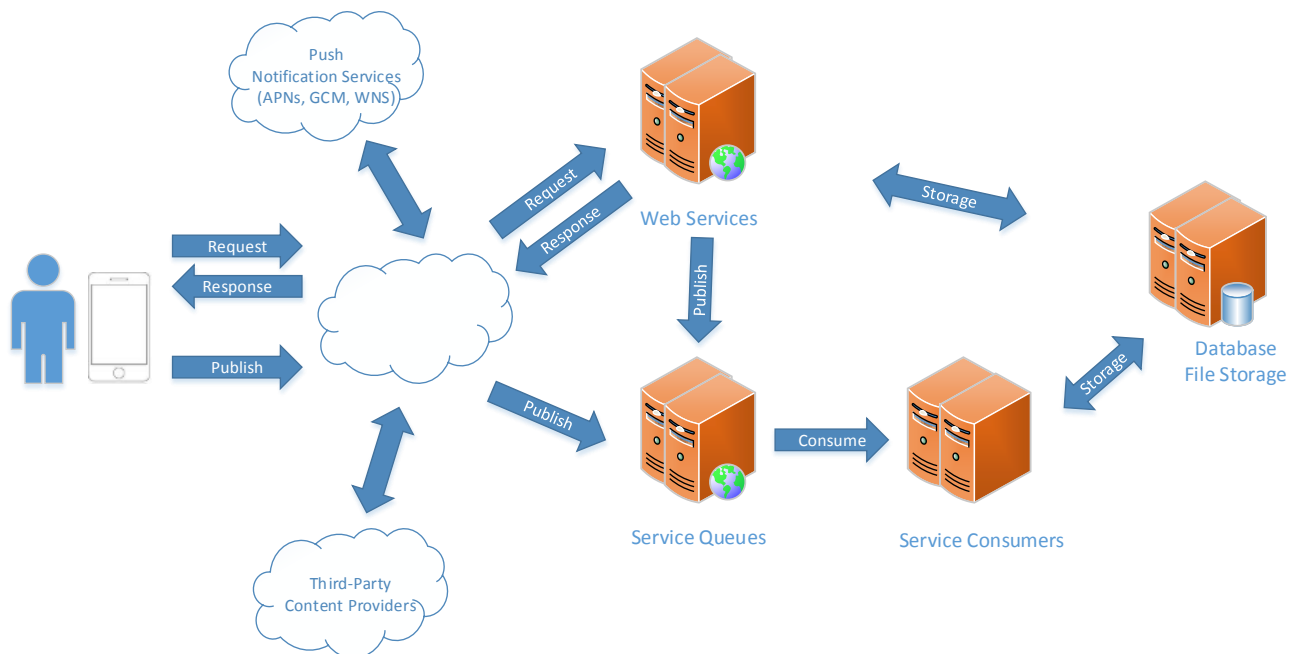 Push
Notification Services
(APNs, GCM, WNS)
Request
Response
Web Services
Storage
Request
Response
Publish
Database
File Storage
Publish
Publish
Storage
Consume
Service Queues
Service Consumers
Third-Party
Content Providers